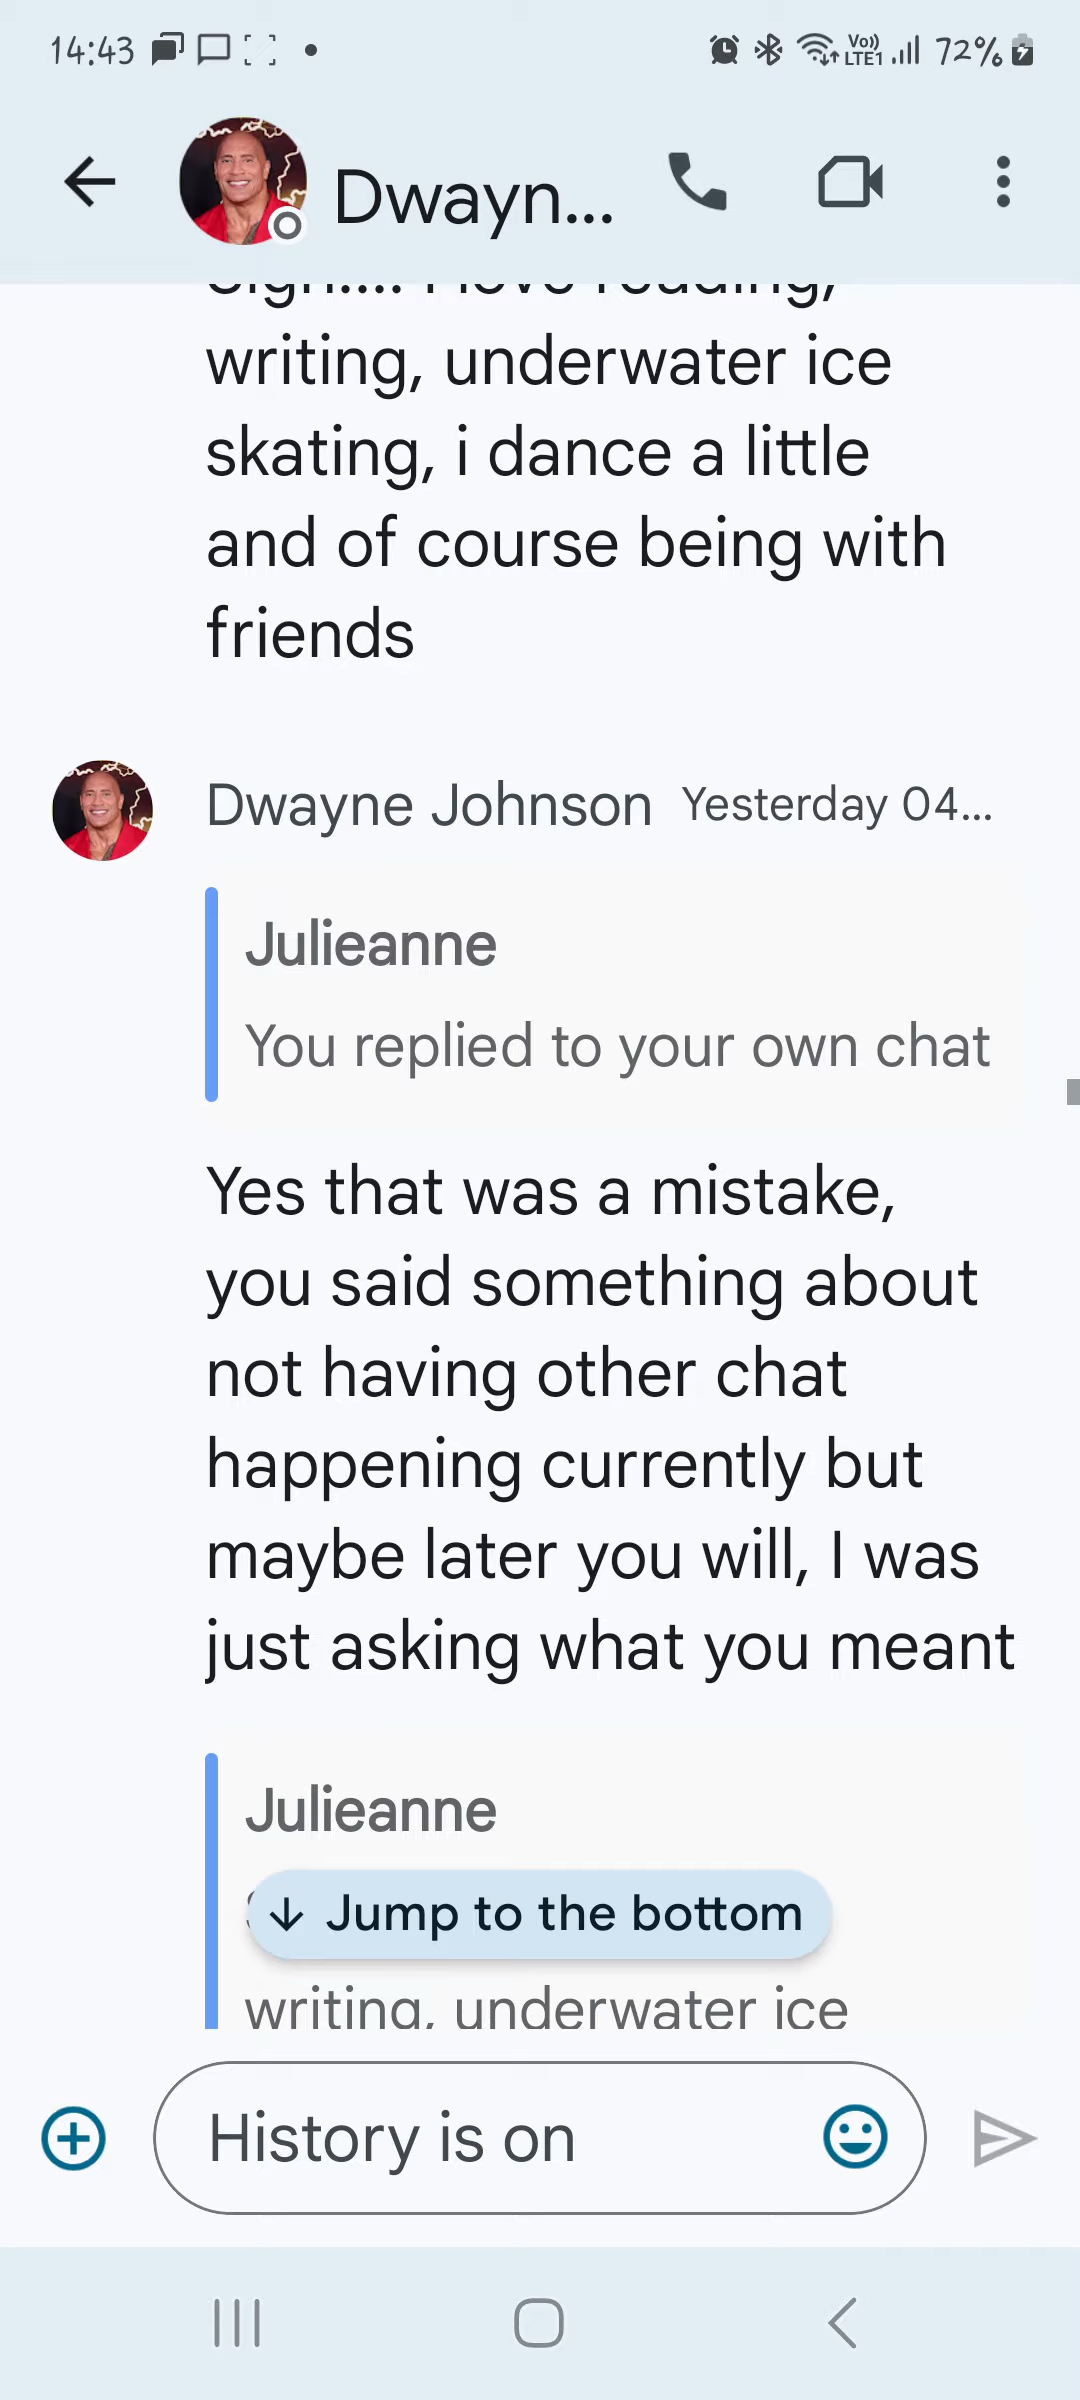 14:43 Vo)) LTE1 72%
Dwayn...
Sigh.... I love reading,
writing, underwater ice
skating, i dance a little
and of course being with
friends
Dwayne Johnson Yesterday 04...
Julieanne
You replied to your own chat
Yes that was a mistake,
you said something about
not having other chat
happening currently but
maybe later you will, I was
just asking what you meant
Julieanne
Jump to the bottom
writing, underwater ice
History is on